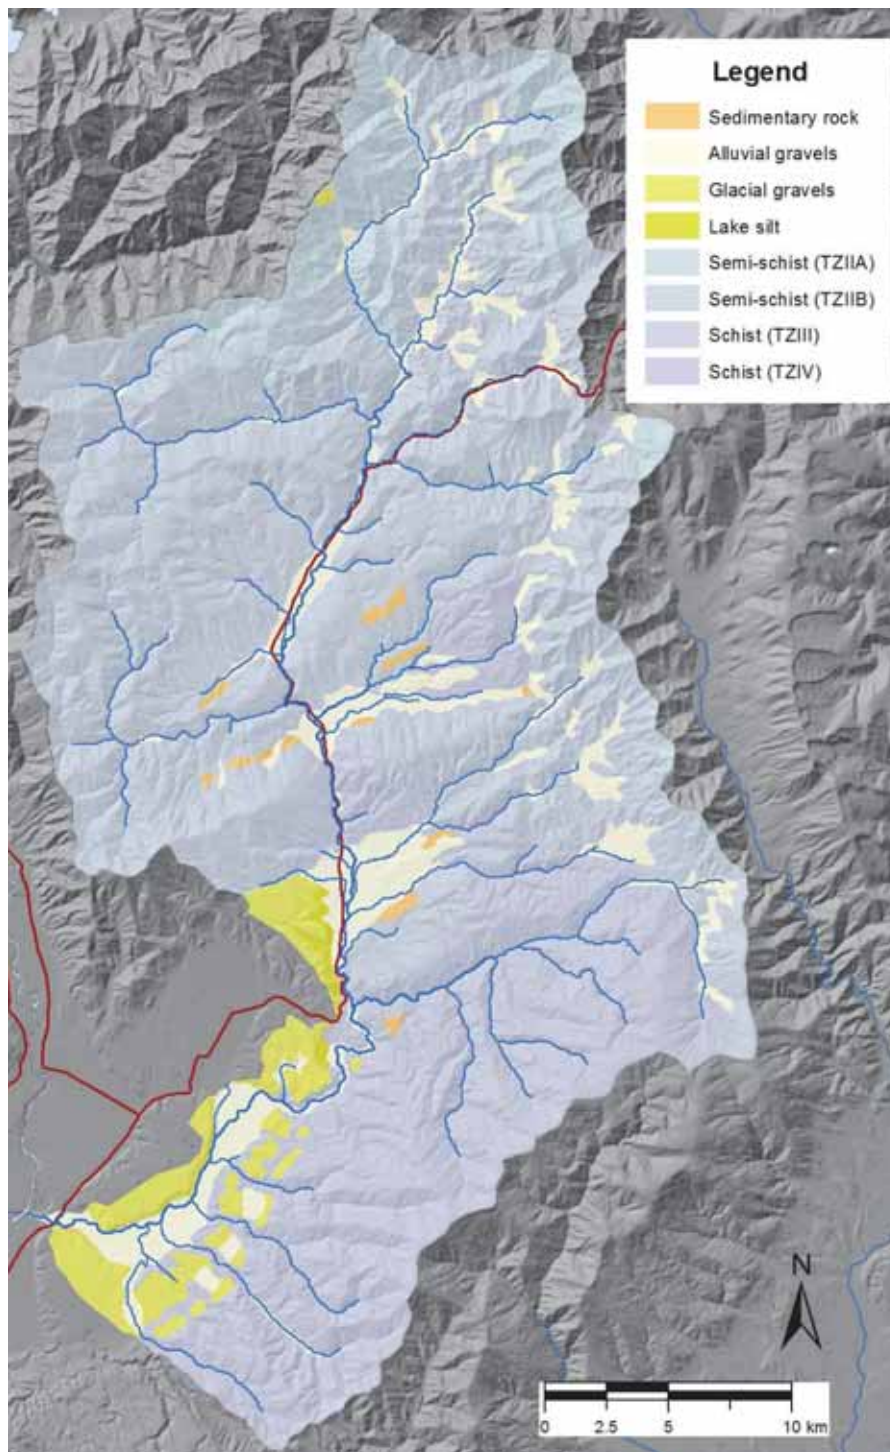 Legend
Sedimentary rock
Alluvial gravels
Glacial gravels
Lake silt
Semi-schist (TZIIA)
Semi-schist (TZIIB)
Schist (TZIII)
Schist (TZIV)
N
0 2.5 5 10 km